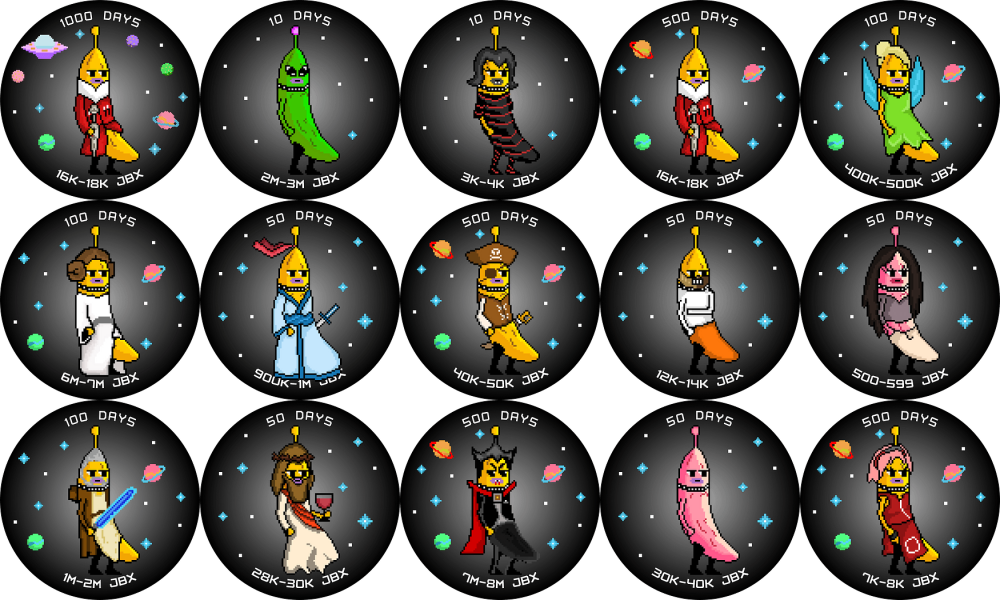 1000 DAYS
16K-18K JBX
10 DAYS
2M-3M JBX
10 DAYS
3K-4K JBX
500 DAYS
16K-18K JBX
100 DAYS
400K-500K JBX
100 DAYS
6M-7M JBX
50 DAYS
900K-1M JBX
500 DAYS
40K-50K JBX
50 DAYS
12K-14K JBX
50 DAYS
500-599 JBX
100 DAYS
1M-2M JBX
50 DAYS
28K-30K JBX
500 DAYS
7M-8M JBX
50 DAYS
30K-40K JBX
500 DAYS
7K-8K JBX